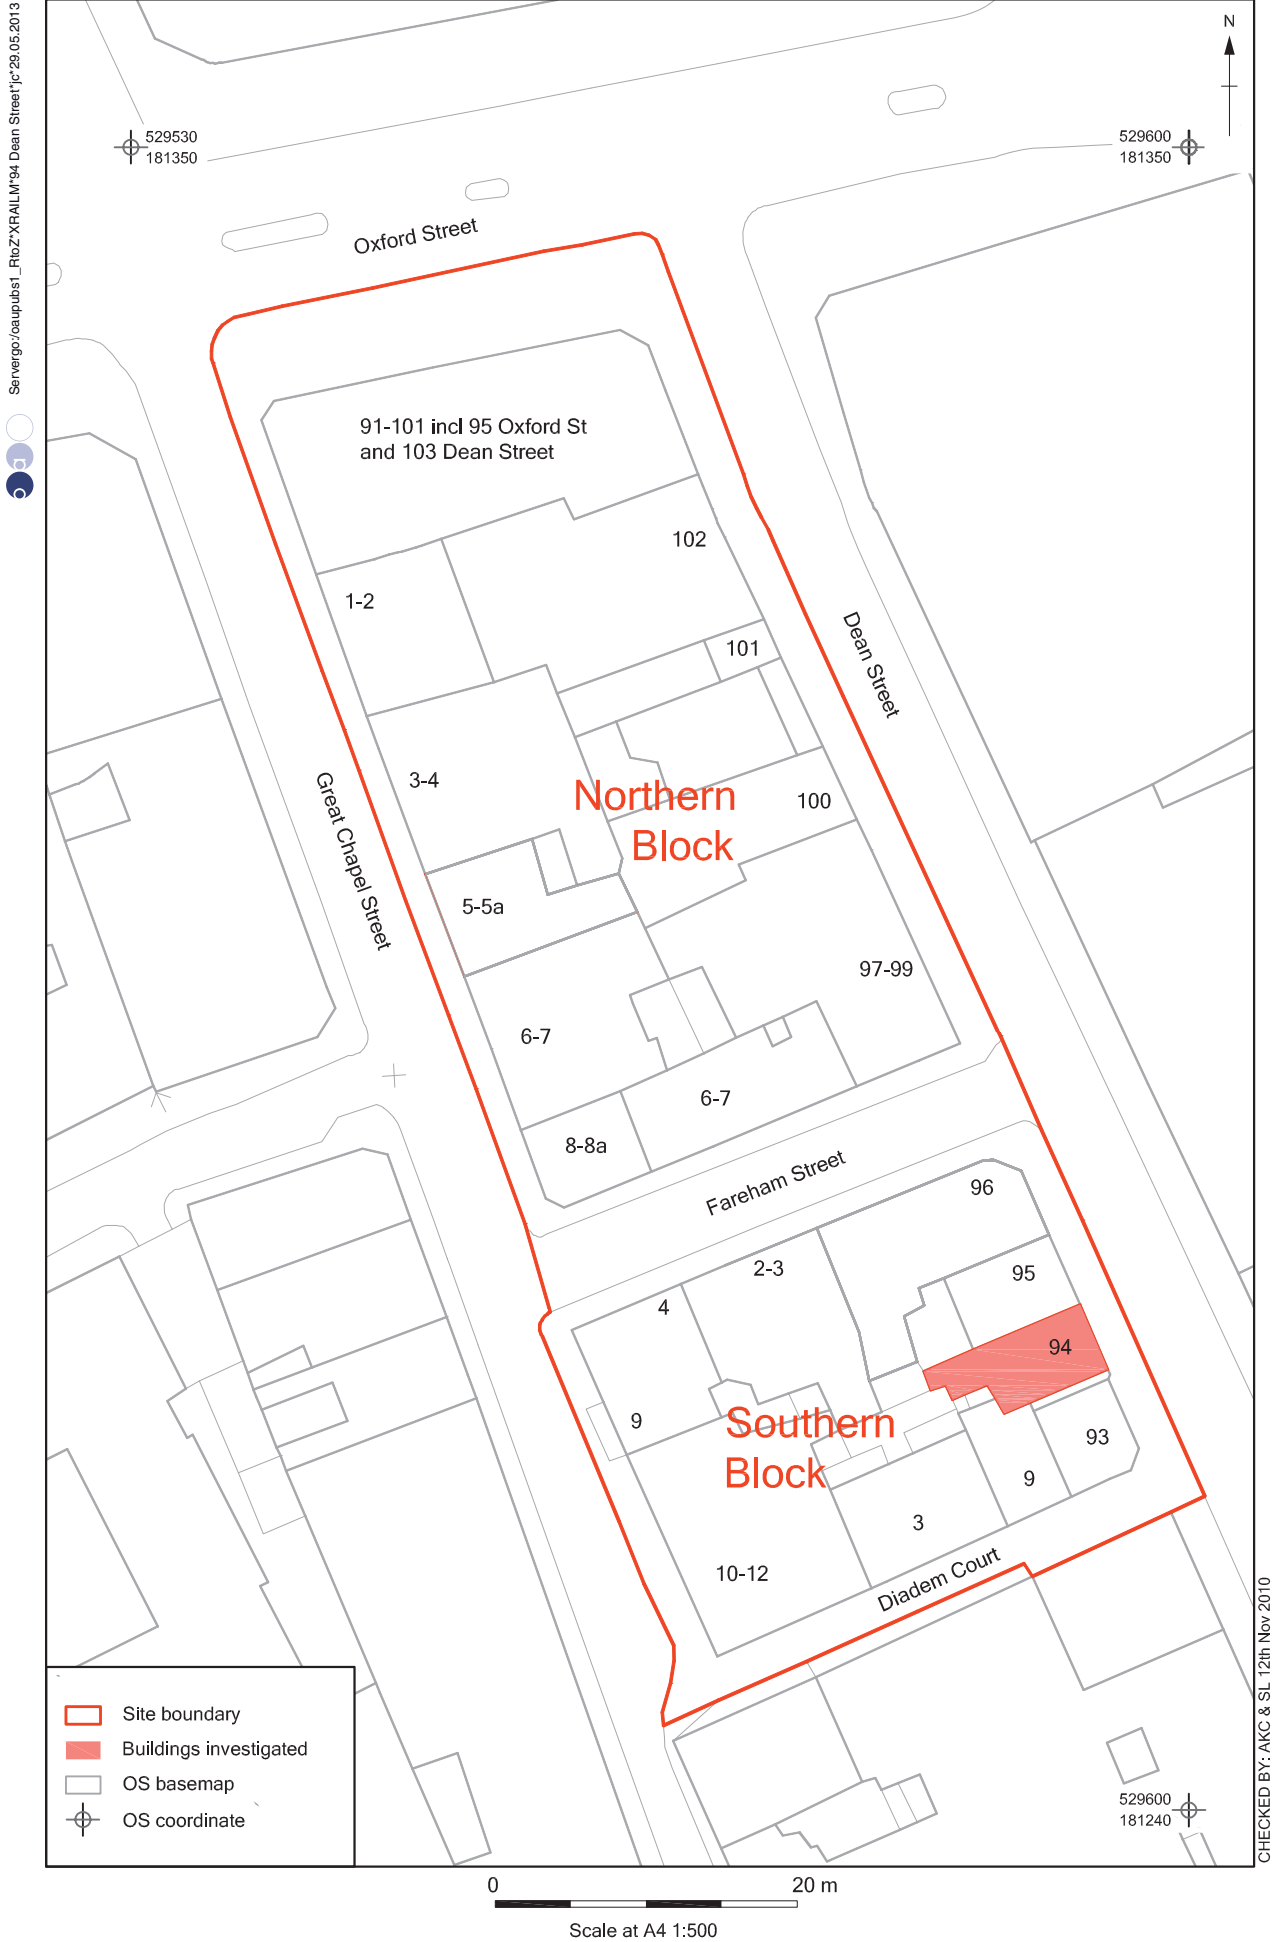 Servergo:/oaupubs1_RtoZ*XRAILM*94 Dean Street*jc*29.05.2013
N
529530
181350
529600
181350
Oxford Street
91-101 incl 95 Oxford St
and 103 Dean Street
102
1-2
101
Dean Street
3-4
Northern
Block
100
Great Chapel Street
5-5a
97-99
6-7
6-7
8-8a
Fareham Street
96
2-3
95
4
94
9
Southern
Block
93
9
3
10-12
Diadem Court
Site boundary
Buildings investigated
OS basemap
OS coordinate
529600
181240
CHECKED BY: AKC & SL 12th Nov 2010
0
20 m
Scale at A4 1:500